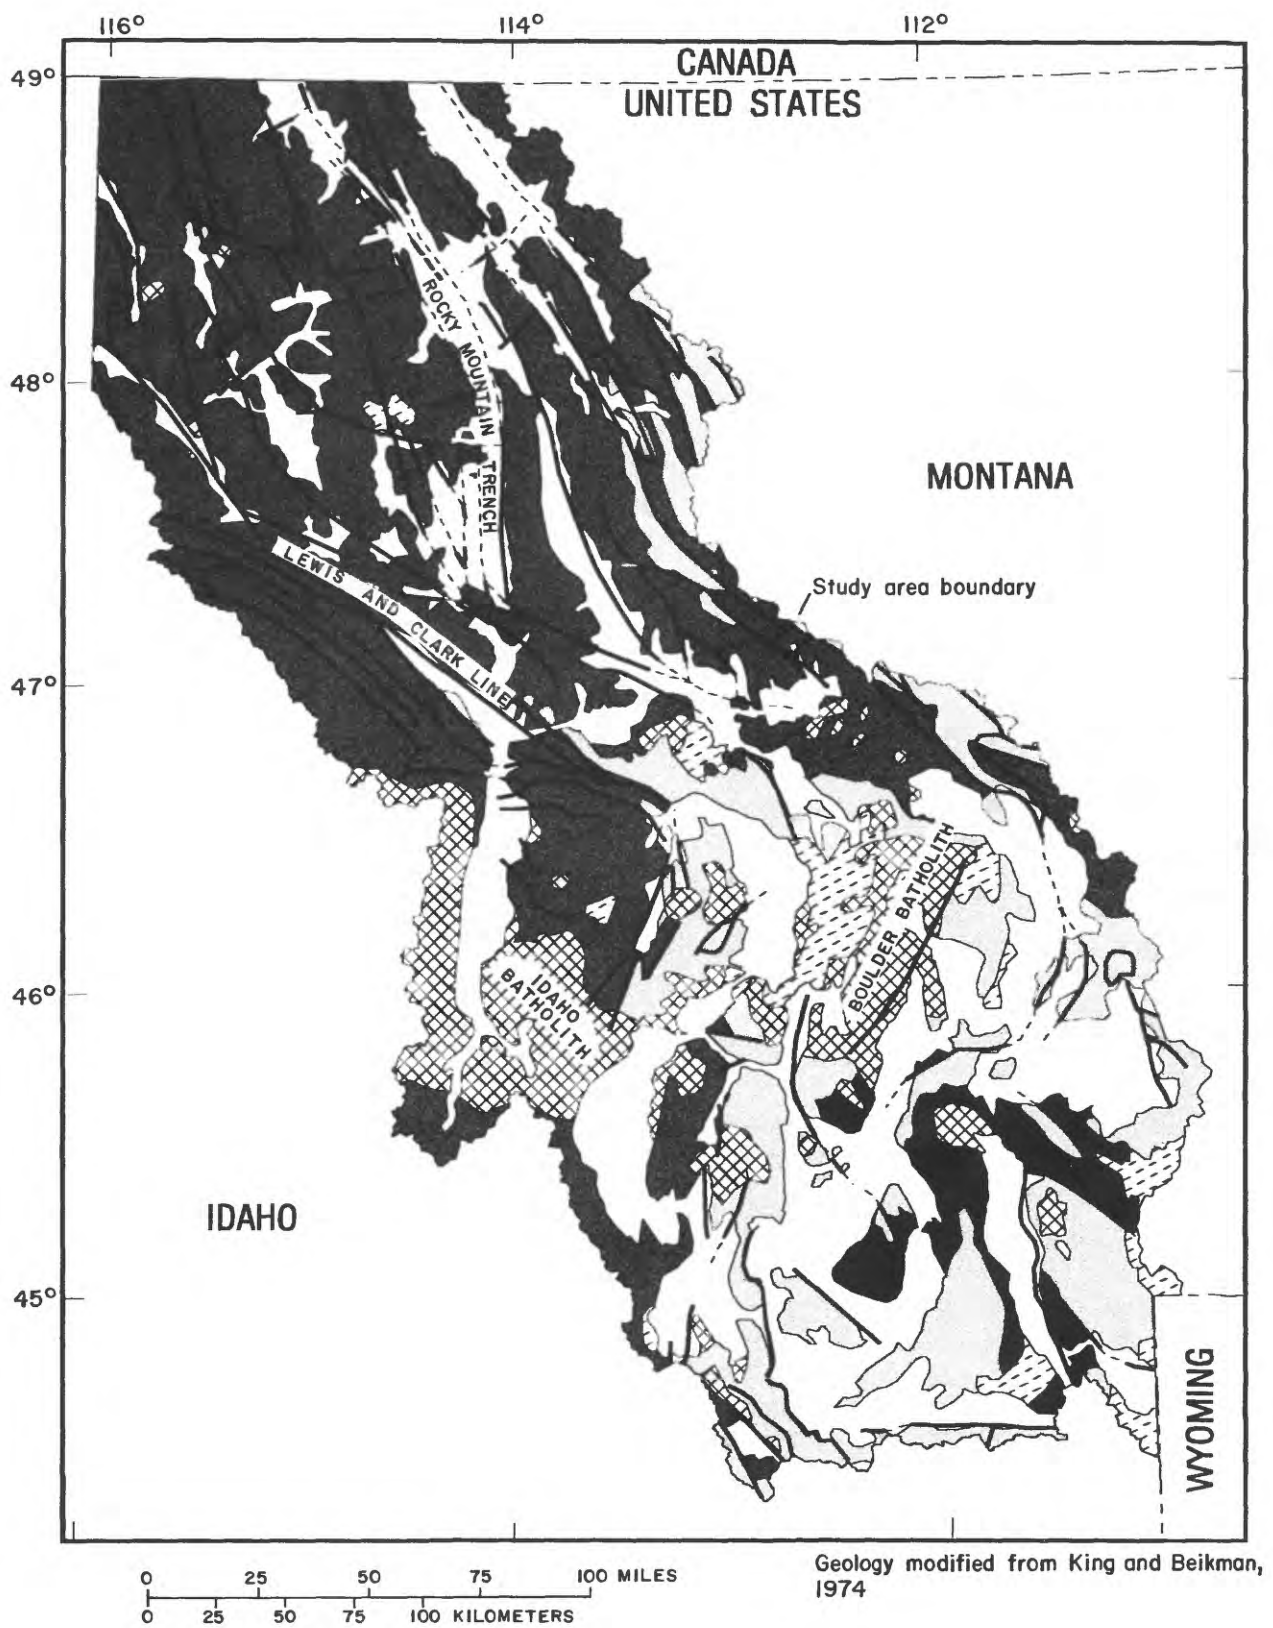 116° 114° 112°
49°
CANADA
UNITED STATES
ROCKY MOUNTAIN TRENCH
48°
MONTANA
LEWIS AND CLARK LINE
Study area boundary
47°
BOULDER BATHOLITH
46°
IDAHO
BATHOLITH
IDAHO
45°
WYOMING
Geology modified from King and Beikman,
1974
0 25 50 75 100 MILES
0 25 50 75 100 KILOMETERS